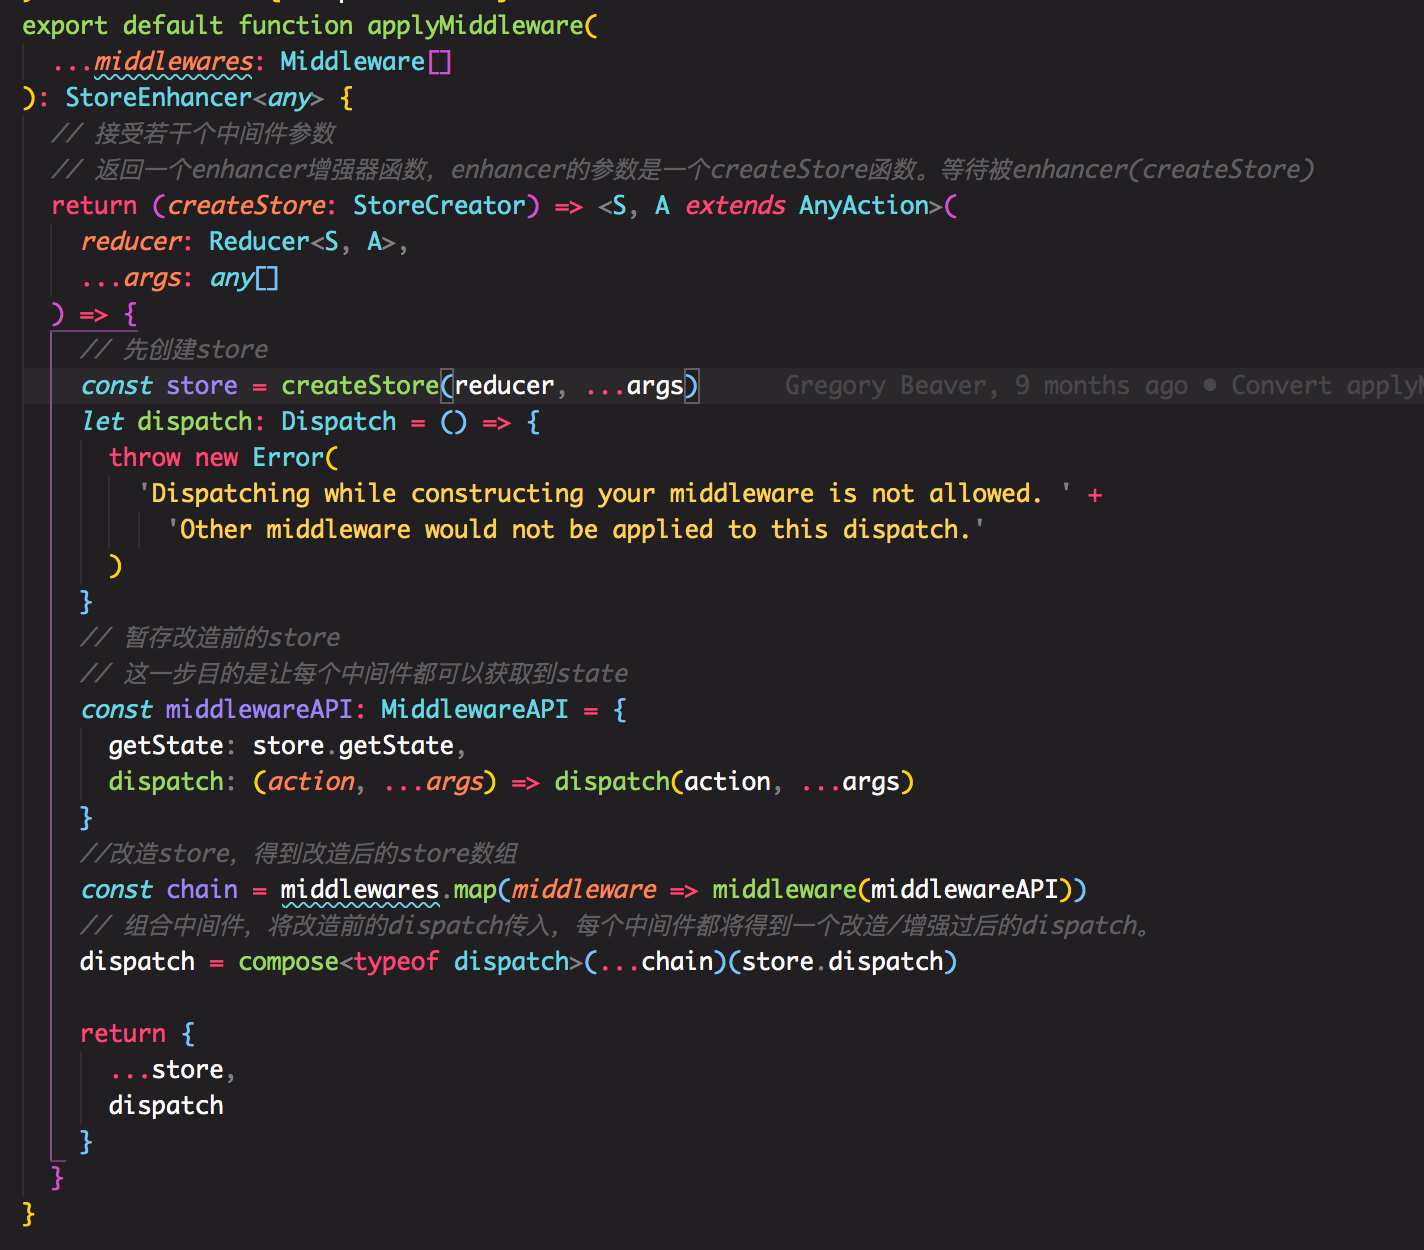 export default function applyMiddleware(
...middlewares: Middleware[]
): StoreEnhancer<any> {
// 接受若干个中间件参数
// 返回一个enhancer增强器函数，enhancer的参数是一个createStore函数。等待被enhancer(createStore)
return (createStore: StoreCreator) => <S, A extends AnyAction>(
reducer: Reducer<S, A>,
...args: any[]
) => {
// 先创建store
const store = createStore(reducer, ...args) Gregory Beaver, 9 months ago • Convert applyM
let dispatch: Dispatch = () => {
throw new Error(
'Dispatching while constructing your middleware is not allowed. ' +
'Other middleware would not be applied to this dispatch.'
)
}
// 暂存改造前的store
// 这一步目的是让每个中间件都可以获取到state
const middlewareAPI: MiddlewareAPI = {
getState: store.getState,
dispatch: (action, ...args) => dispatch(action, ...args)
}
//改造store，得到改造后的store数组
const chain = middlewares.map(middleware => middleware(middlewareAPI))
// 组合中间件，将改造前的dispatch传入，每个中间件都将得到一个改造/增强过后的dispatch。
dispatch = compose<typeof dispatch>(...chain)(store.dispatch)
return {
...store,
dispatch
}
}
}